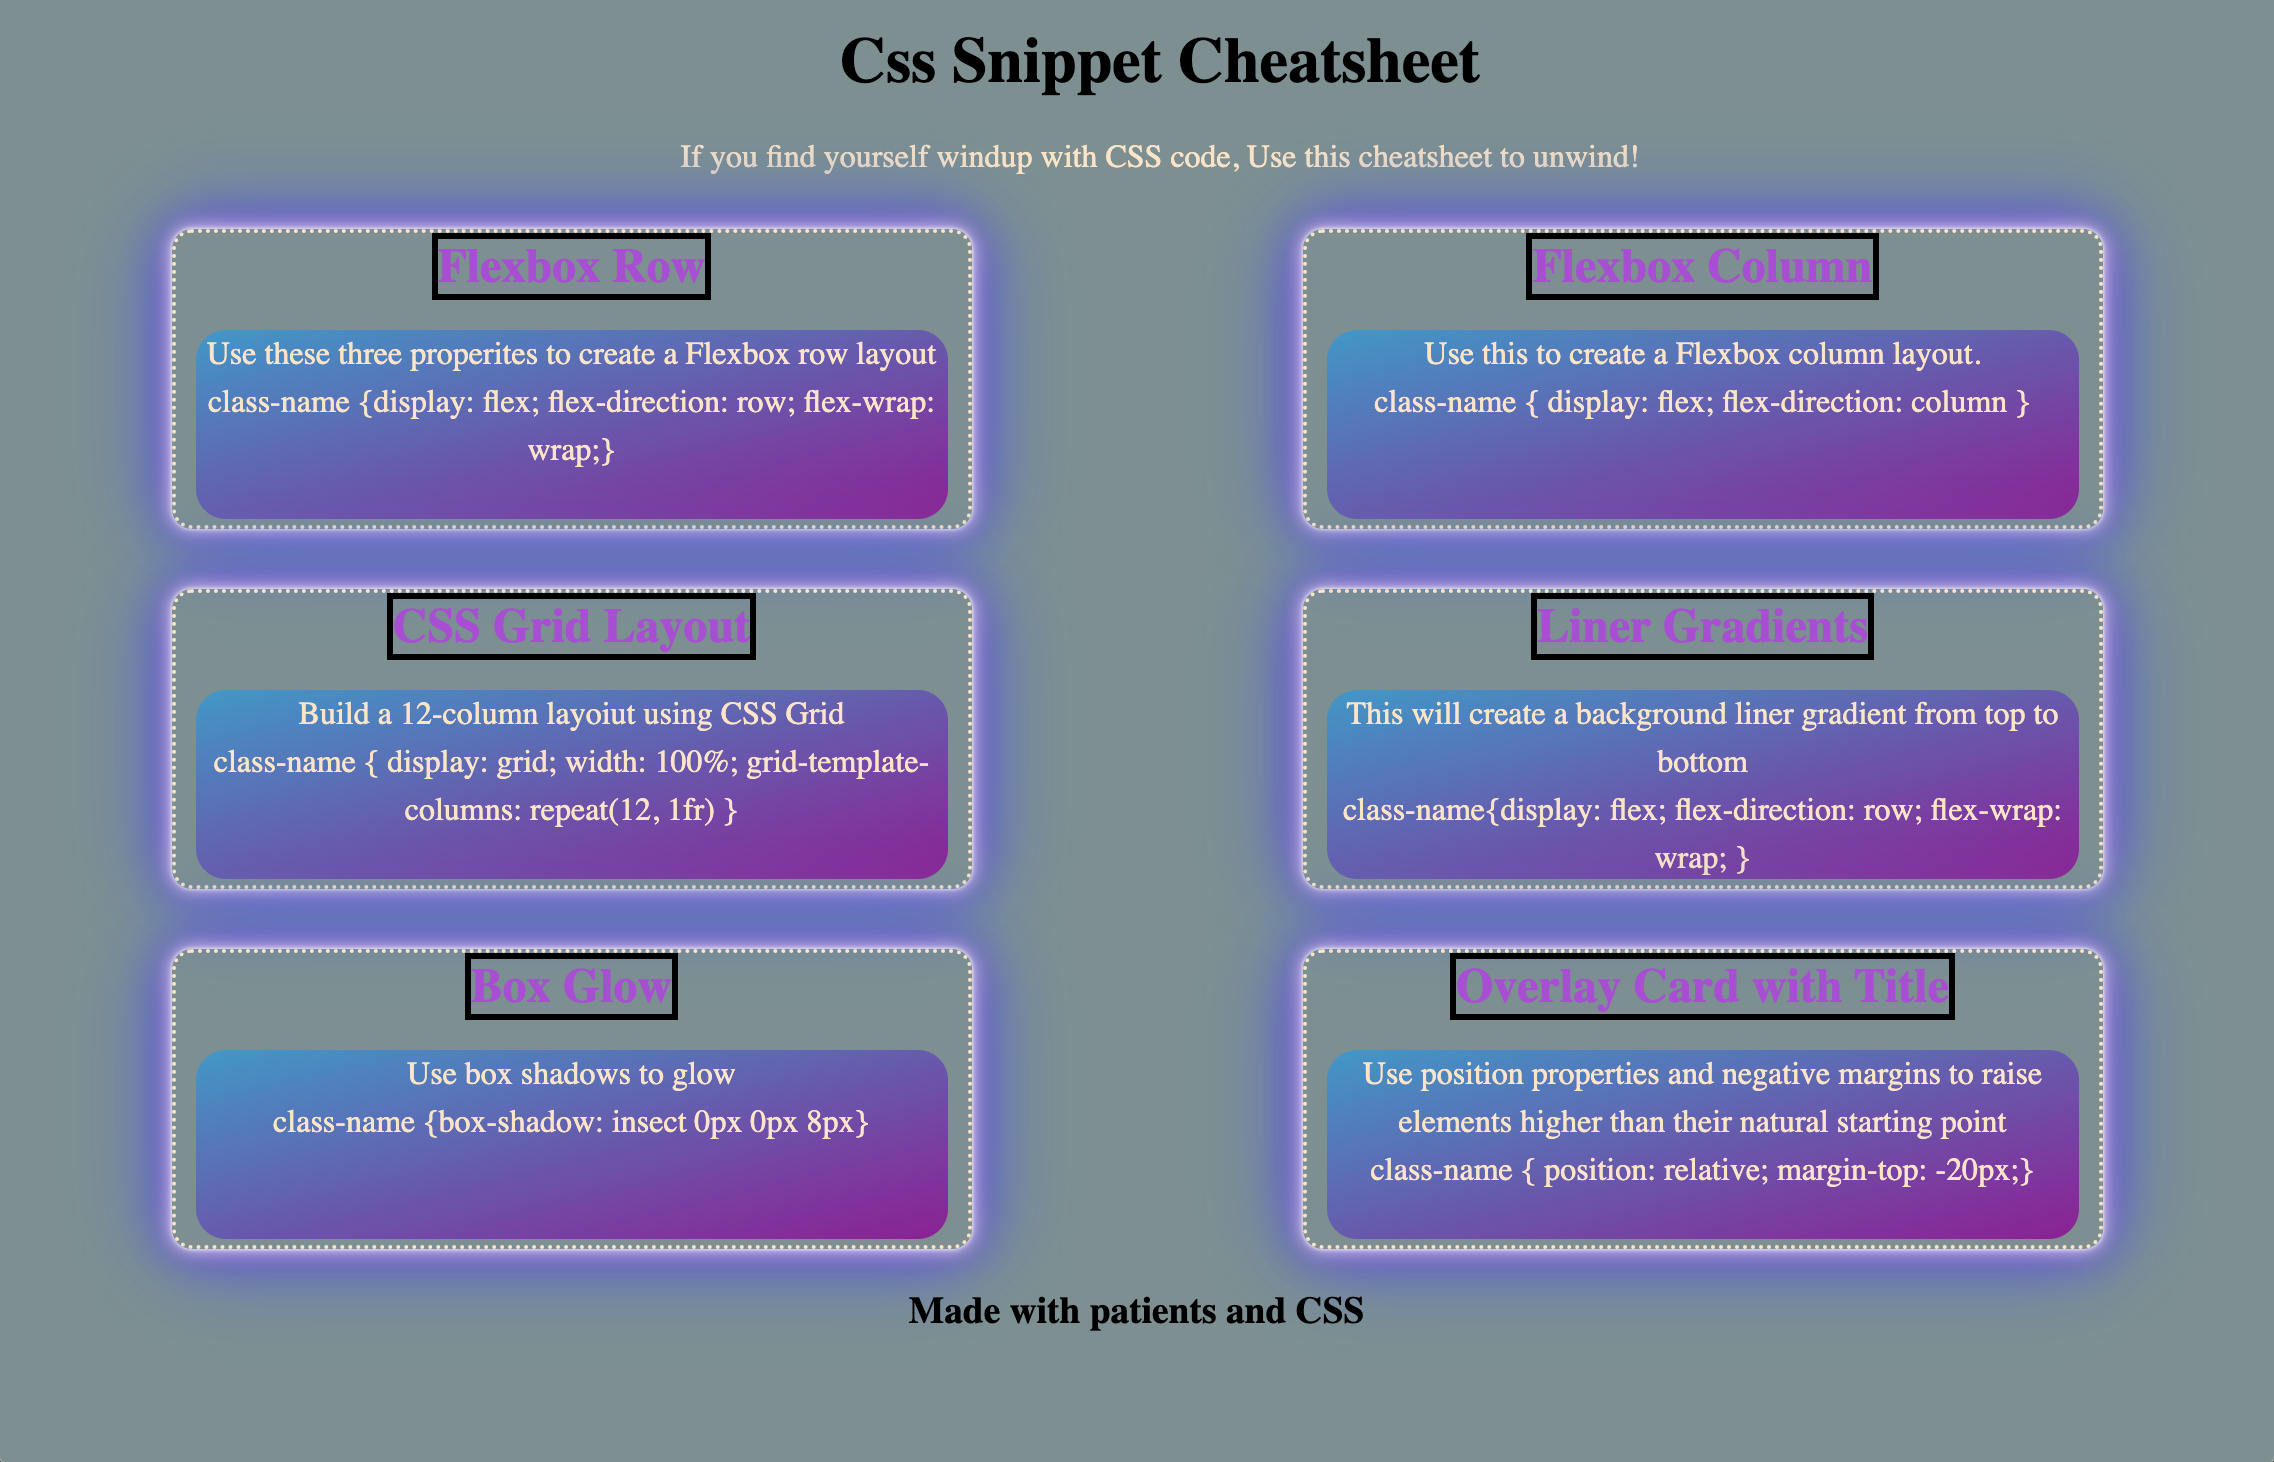 Css Snippet Cheatsheet
If you find yourself windup with CSS code, Use this cheatsheet to unwind!
Flexbox Row
Use these three properites to create a Flexbox row layout
class-name {display: flex; flex-direction: row; flex-wrap:
wrap;}
Flexbox Column
Use this to create a Flexbox column layout.
class-name { display: flex; flex-direction: column }
CSS Grid Layout
Build a 12-column layoiut using CSS Grid
class-name { display: grid; width: 100%; grid-template-
columns: repeat(12, 1fr) }
Liner Gradients
This will create a background liner gradient from top to
bottom
class-name{display: flex; flex-direction: row; flex-wrap:
wrap; }
Box Glow
Use box shadows to glow
class-name {box-shadow: insect 0px 0px 8px}
Overlay Card with Title
Use position properties and negative margins to raise
elements higher than their natural starting point
class-name { position: relative; margin-top: -20px;}
Made with patients and CSS